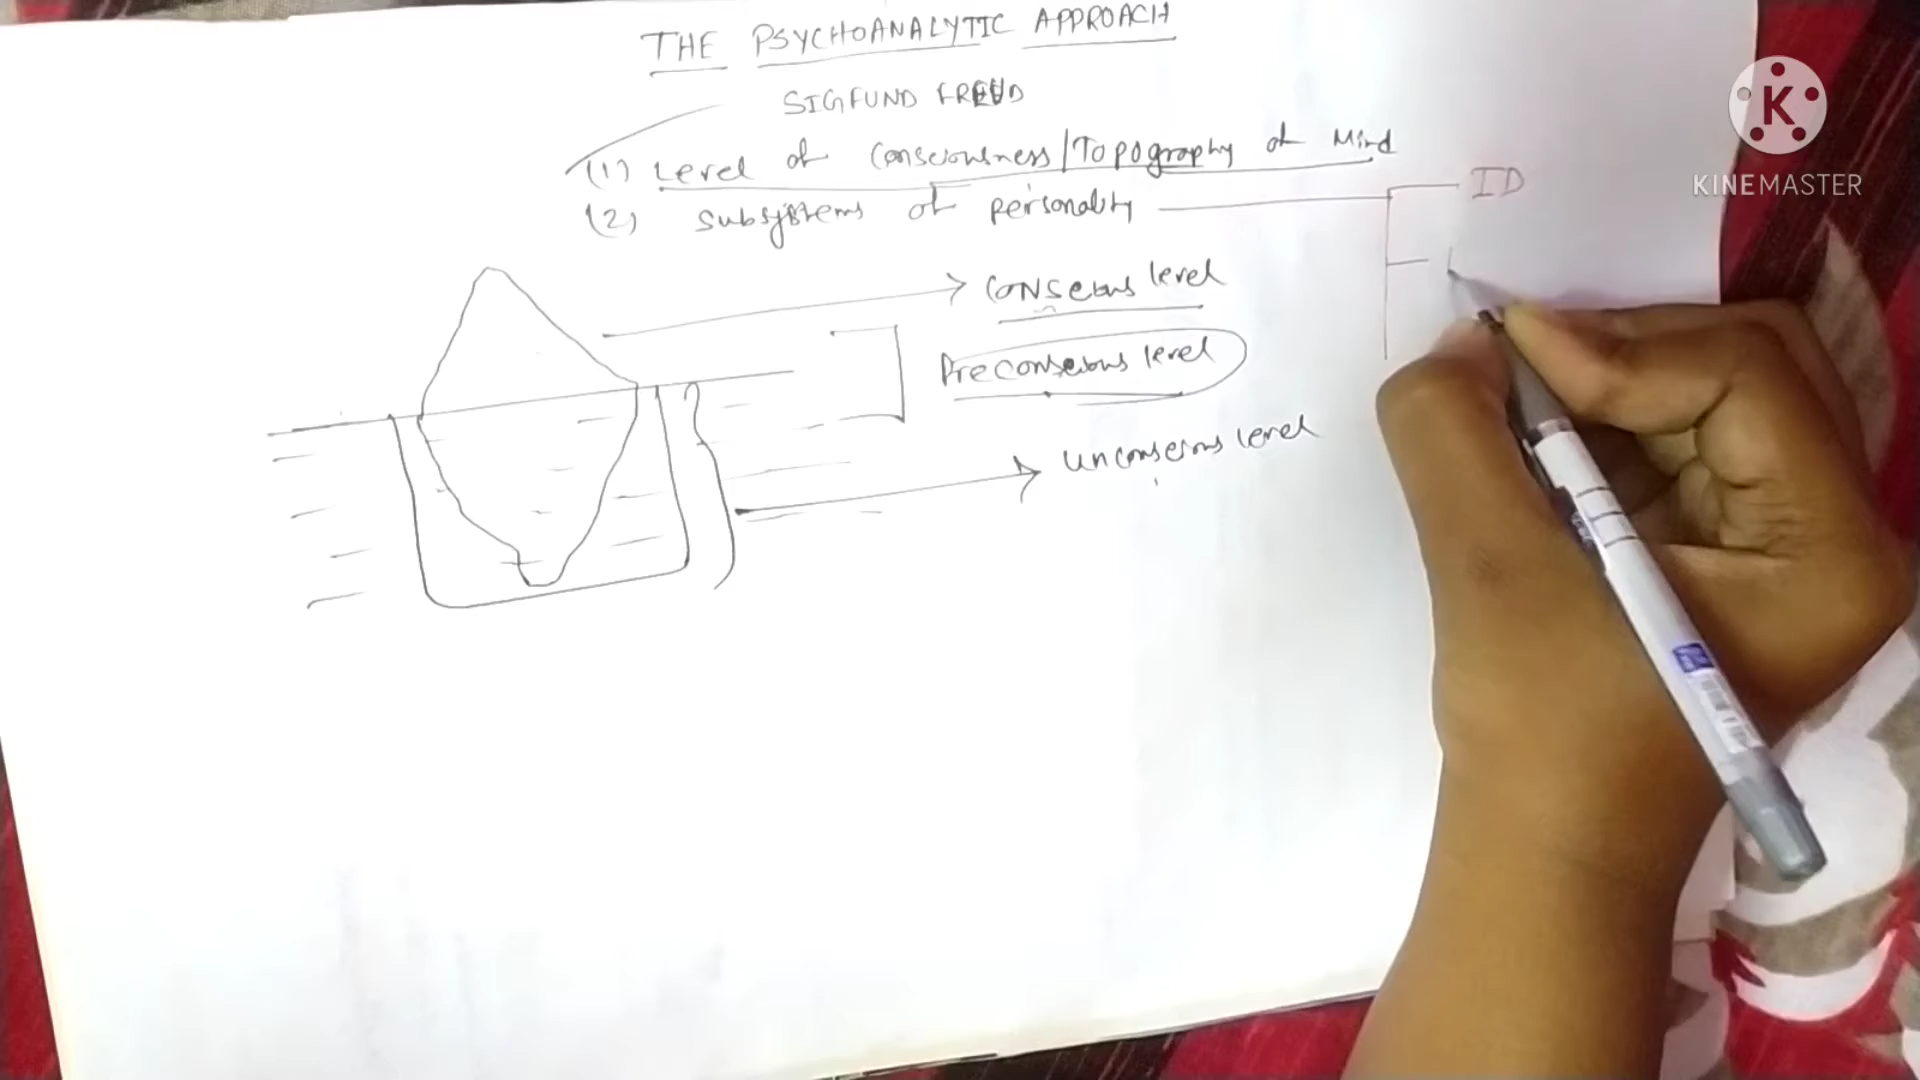 THE PSYCHOANALYTIC APPROACH
SIGFUND FREUD
(1) Level of Consciousness/Topography of Mind
(2) subsystems of personality
ID
Conscious level
Preconscious level
unconscious level
K
KINEMASTER